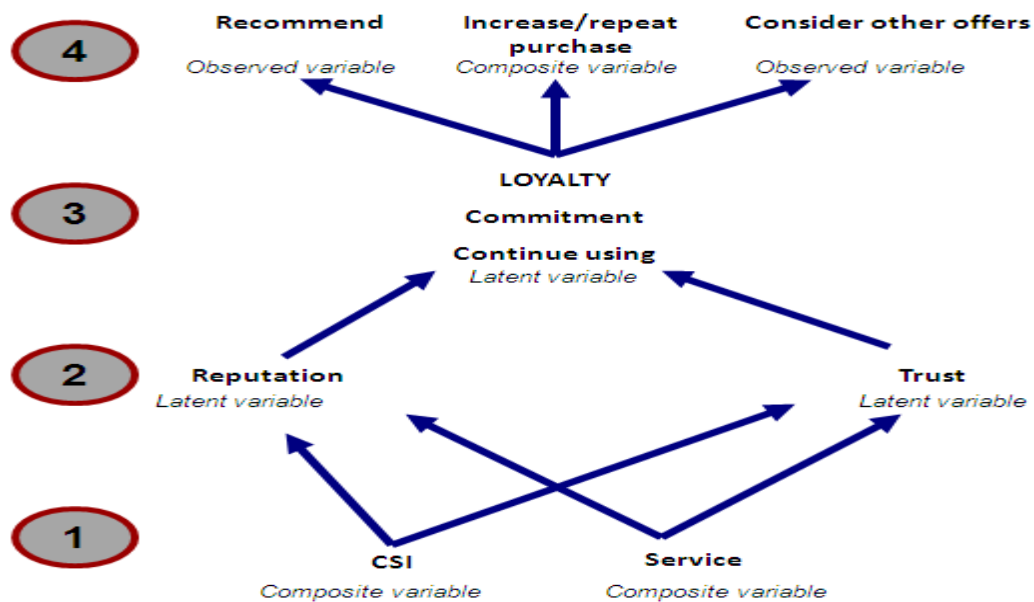 Recommend
Increase/repeat
purchase
Consider other offers
4
Observed variable
Composite variable
Observed variable
LOYALTY
3
Commitment
Continue using
Latent variable
2
Reputation
Trust
Latent variable
Latent variable
1
CSI
Service
Composite variable
Composite variable